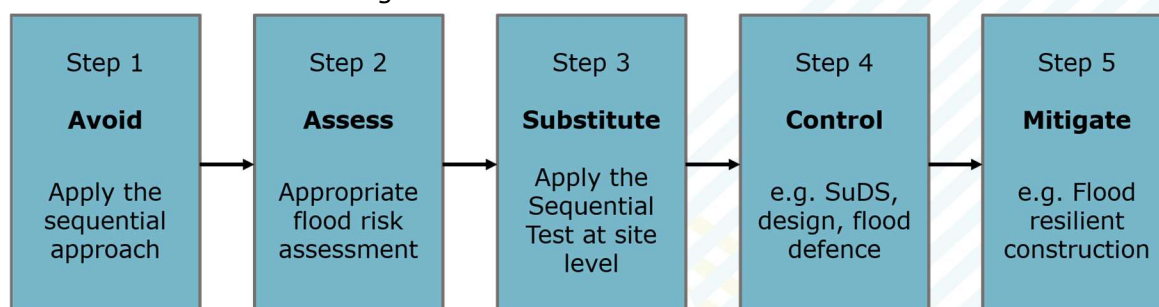 Step 1
Avoid
Apply the
sequential
approach
Step 2
Assess
Appropriate
flood risk
assessment
Step 3
Substitute
Apply the
Sequential
Test at site
level
Step 4
Control
e.g. SuDS,
design, flood
defence
Step 5
Mitigate
e.g. Flood
resilient
construction